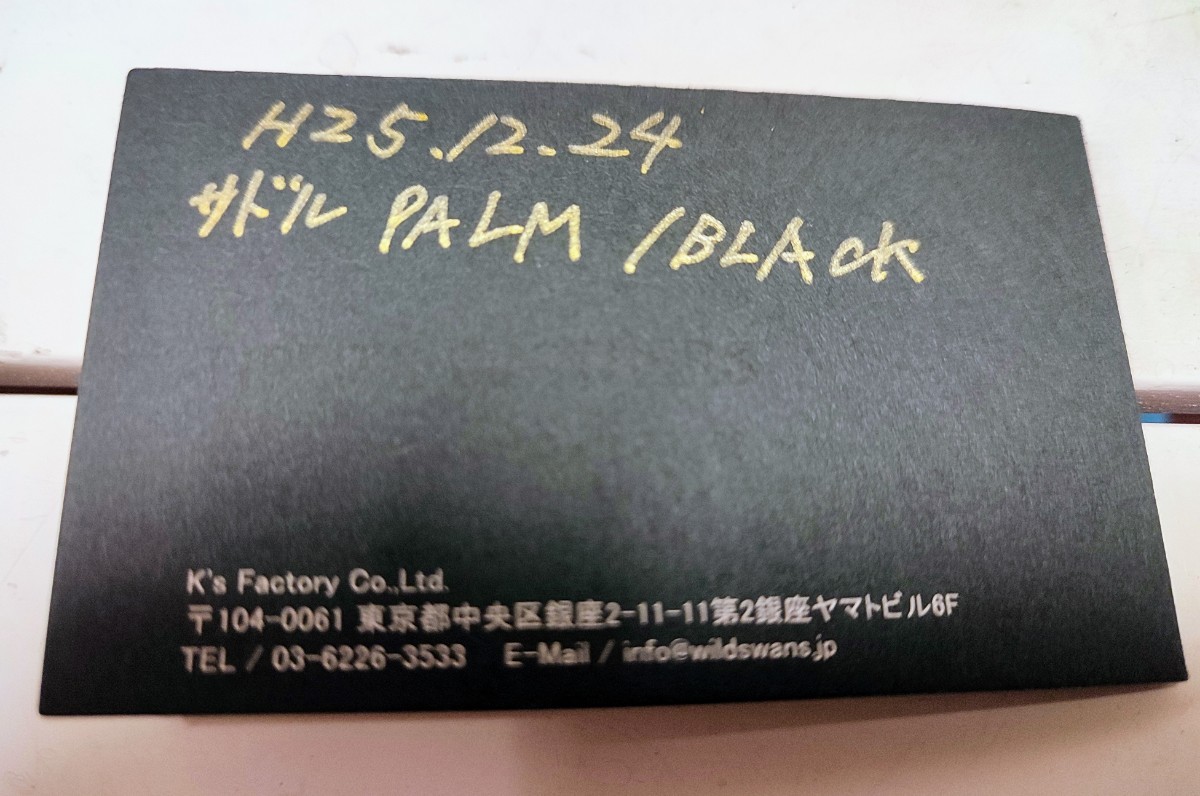 H25.12.24
サドル PALM /BLACK
K's Factory Co.,Ltd.
〒104-0061 東京都中央区銀座2-11-11第2銀座ヤマトビル6F
TEL / 03-6226-3533 E-Mail / info@wildswans.jp